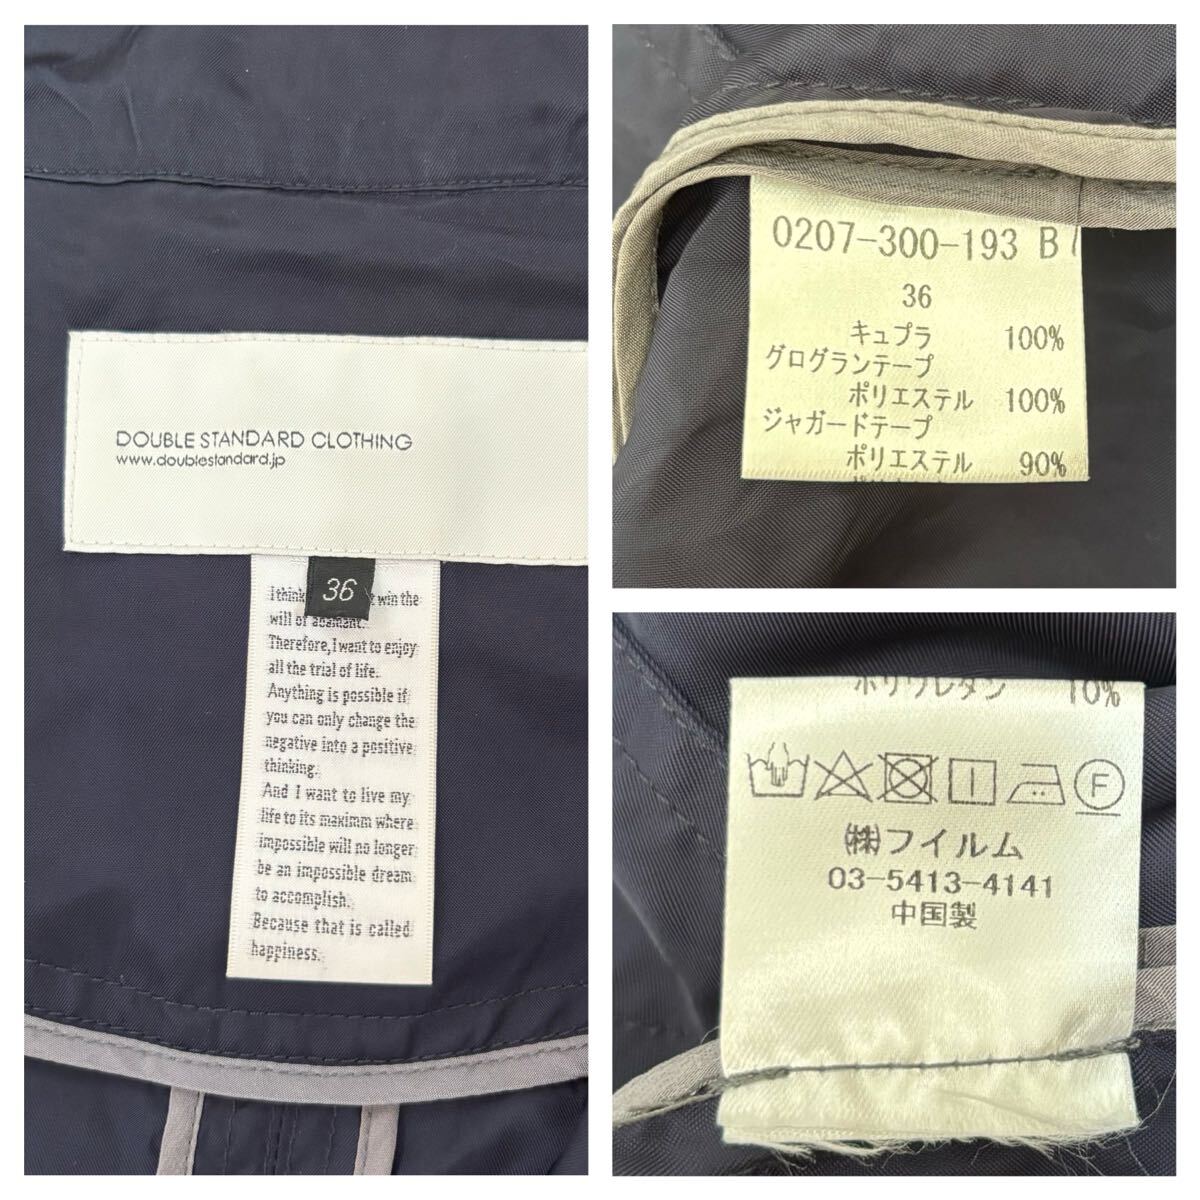 DOUBLE STANDARD CLOTHING
www.doublestandard.jp
36
I think win the
will of adamant.
Therefore, I want to enjoy
all the trial of life.
Anything is possible if
you can only change the
negative into a positive
thinking.
And I want to live my
life to its maximm where
impossible will no longer
be an impossible dream
to accomplish.
Because that is called
happiness.
0207-300-193 B
36
キュプラ 100%
グログランテープ
ポリエステル 100%
ジャガードテープ
ポリエステル 90%
ポリウレタン 10%
F
㈱フイルム
03-5413-4141
中国製